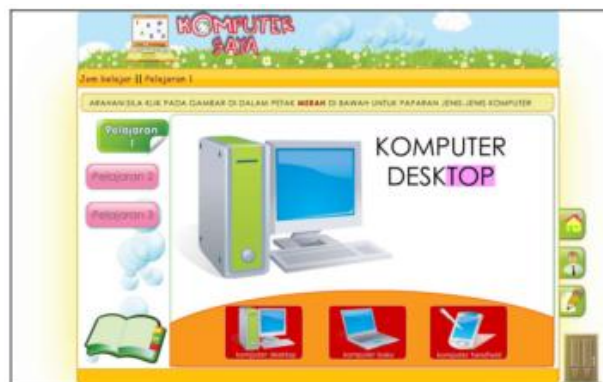 KOMPUTER
SAYA
Jom belajar || Pelajaran 1
ARAHAN:SILA KLIK PADA GAMBAR DI DALAM PETAK MERAH DI BAWAH UNTUK PAPARAN JENIS-JENIS KOMPUTER
Pelajaran
1
Pelajaran 2
Pelajaran 3
KOMPUTER
DESKTOP
komputer desktop
komputer buku
komputer handheld